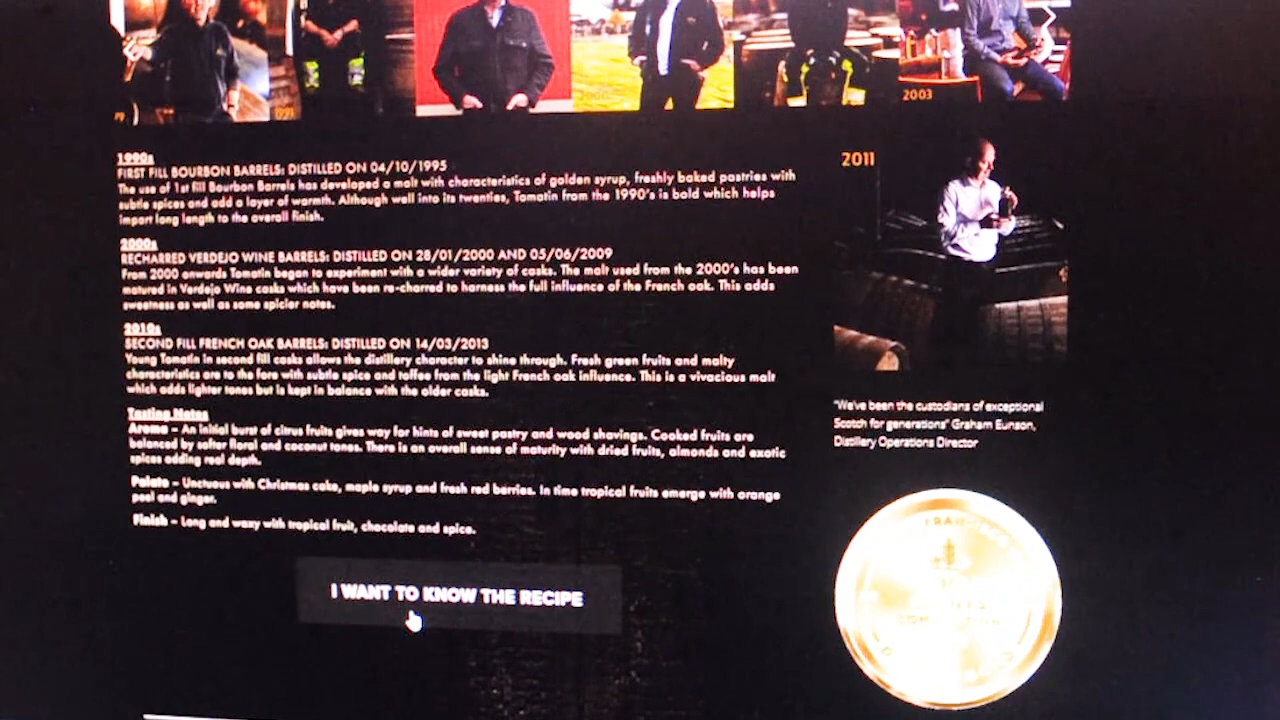 2003
1990s
FIRST FILL BOURBON BARRELS: DISTILLED ON 04/10/1995
The use of 1st fill Bourbon Barrels has developed a malt with characteristics of golden syrup, freshly baked pastries with
subtle spices and add a layer of warmth. Although well into its twenties, Tomatin from the 1990's is bold which helps
import long length to the overall finish.
2000s
RECHARRED VERDEJO WINE BARRELS: DISTILLED ON 28/01/2000 AND 05/06/2009
From 2000 onwards Tomatin began to experiment with a wider variety of casks. The malt used from the 2000's has been
matured in Verdejo Wine casks which have been re-charred to harness the full influence of the French oak. This adds
sweetness as well as some spicier notes.
2010s
SECOND FILL FRENCH OAK BARRELS: DISTILLED ON 14/03/2013
Young Tomatin in second fill casks allows the distillery character to shine through. Fresh green fruits and malty
characteristics are to the fore with subtle spice and toffee from the light French oak influence. This is a vivacious malt
which adds lighter tones but is kept in balance with the older casks.
Tasting Notes
Aroma – An initial burst of citrus fruits gives way for hints of sweet pastry and wood shavings. Cooked fruits are
balanced by softer floral and coconut tones. There is an overall sense of maturity with dried fruits, almonds and exotic
spices adding real depth.
Palate – Unctuous with Christmas cake, maple syrup and fresh red berries. In time tropical fruits emerge with orange
peel and ginger.
Finish – Long and waxy with tropical fruit, chocolate and spice.
I WANT TO KNOW THE RECIPE
2011
"We've been the custodians of exceptional
Scotch for generations" Graham Eunson,
Distillery Operations Director